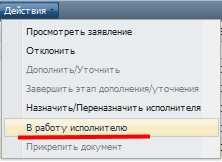 Действия
Просмотреть заявление
Отклонить
Дополнить/Уточнить
Завершить этап дополнения/уточнения
Назначить/Переназначить исполнителя
В работу исполнителю
Прикрепить документ